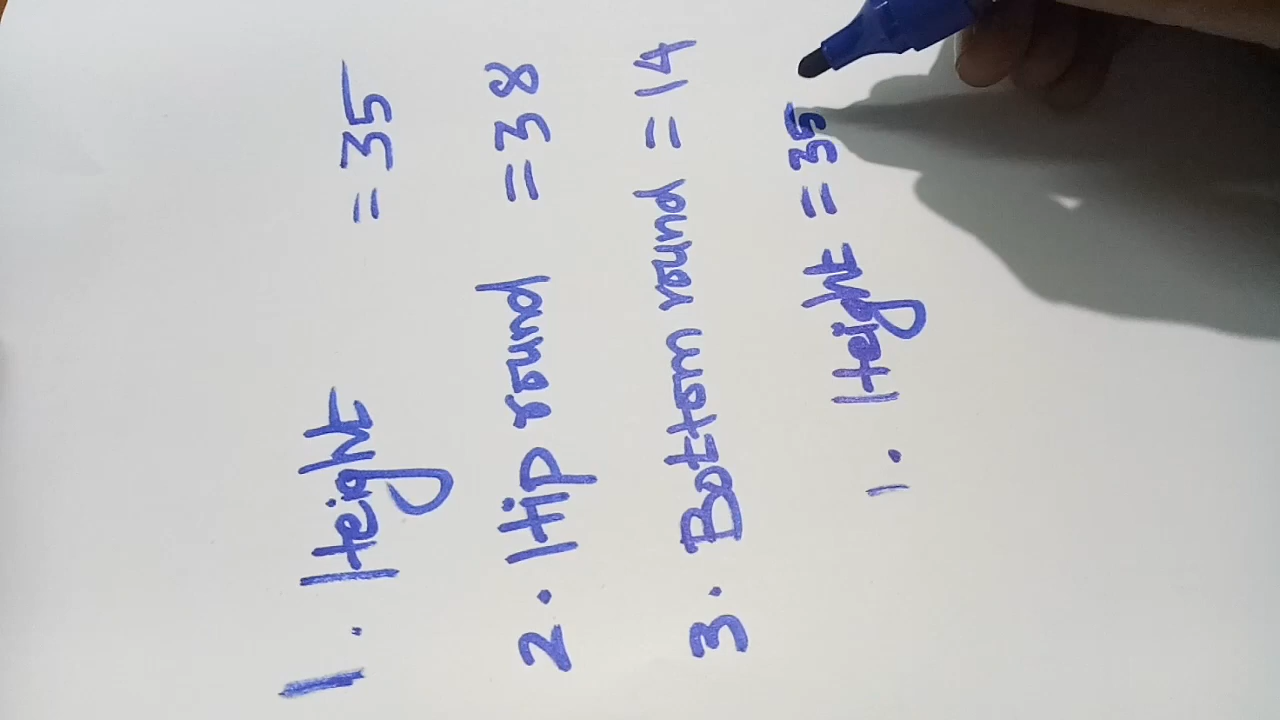 1. Height = 35
2. Hip round = 38
3. Bottom round = 14
1. Height = 35